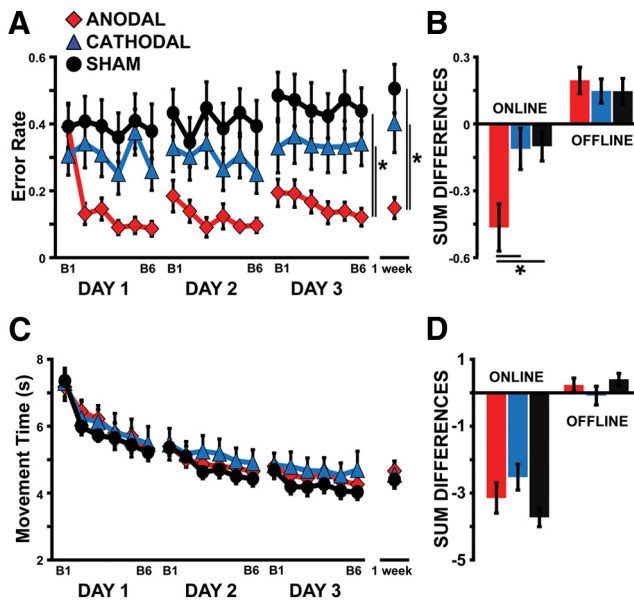 A
ANODAL
CATHODAL
SHAM
Error Rate
0.6
0.4
0.2
0
*
*
B1 B6 B1 B6 B1 B6 1 week
DAY 1 DAY 2 DAY 3
B
SUM DIFFERENCES
0.3
0
-0.3
-0.6
ONLINE
OFFLINE
*
C
Movement Time (s)
8
6
4
2
B1 B6 B1 B6 B1 B6 1 week
DAY 1 DAY 2 DAY 3
D
SUM DIFFERENCES
1
-1
-3
-5
ONLINE
OFFLINE